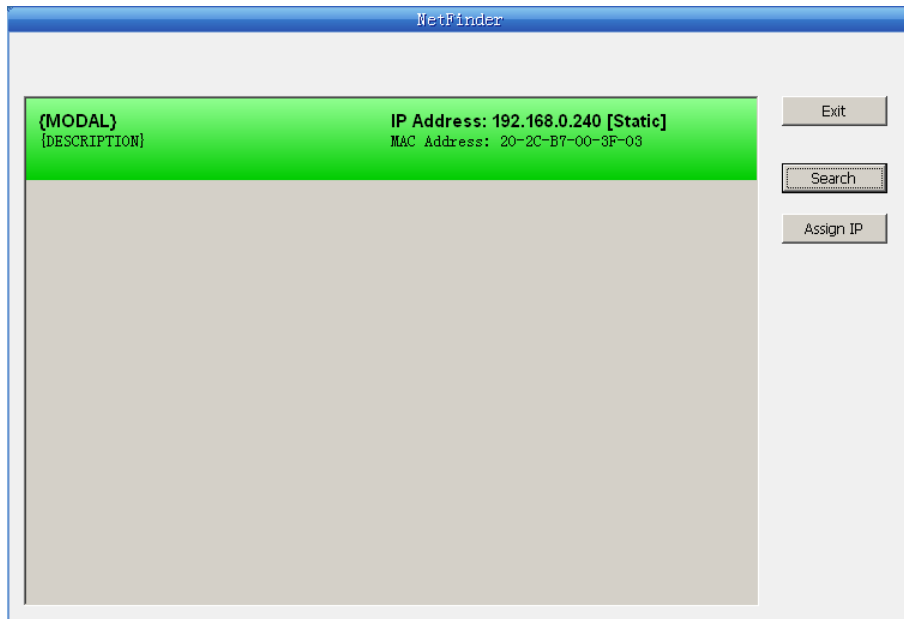 NetFinder
{MODAL}
{DESCRIPTION}
IP Address: 192.168.0.240 [Static]
MAC Address: 20-2C-B7-00-3F-03
Exit
Search
Assign IP